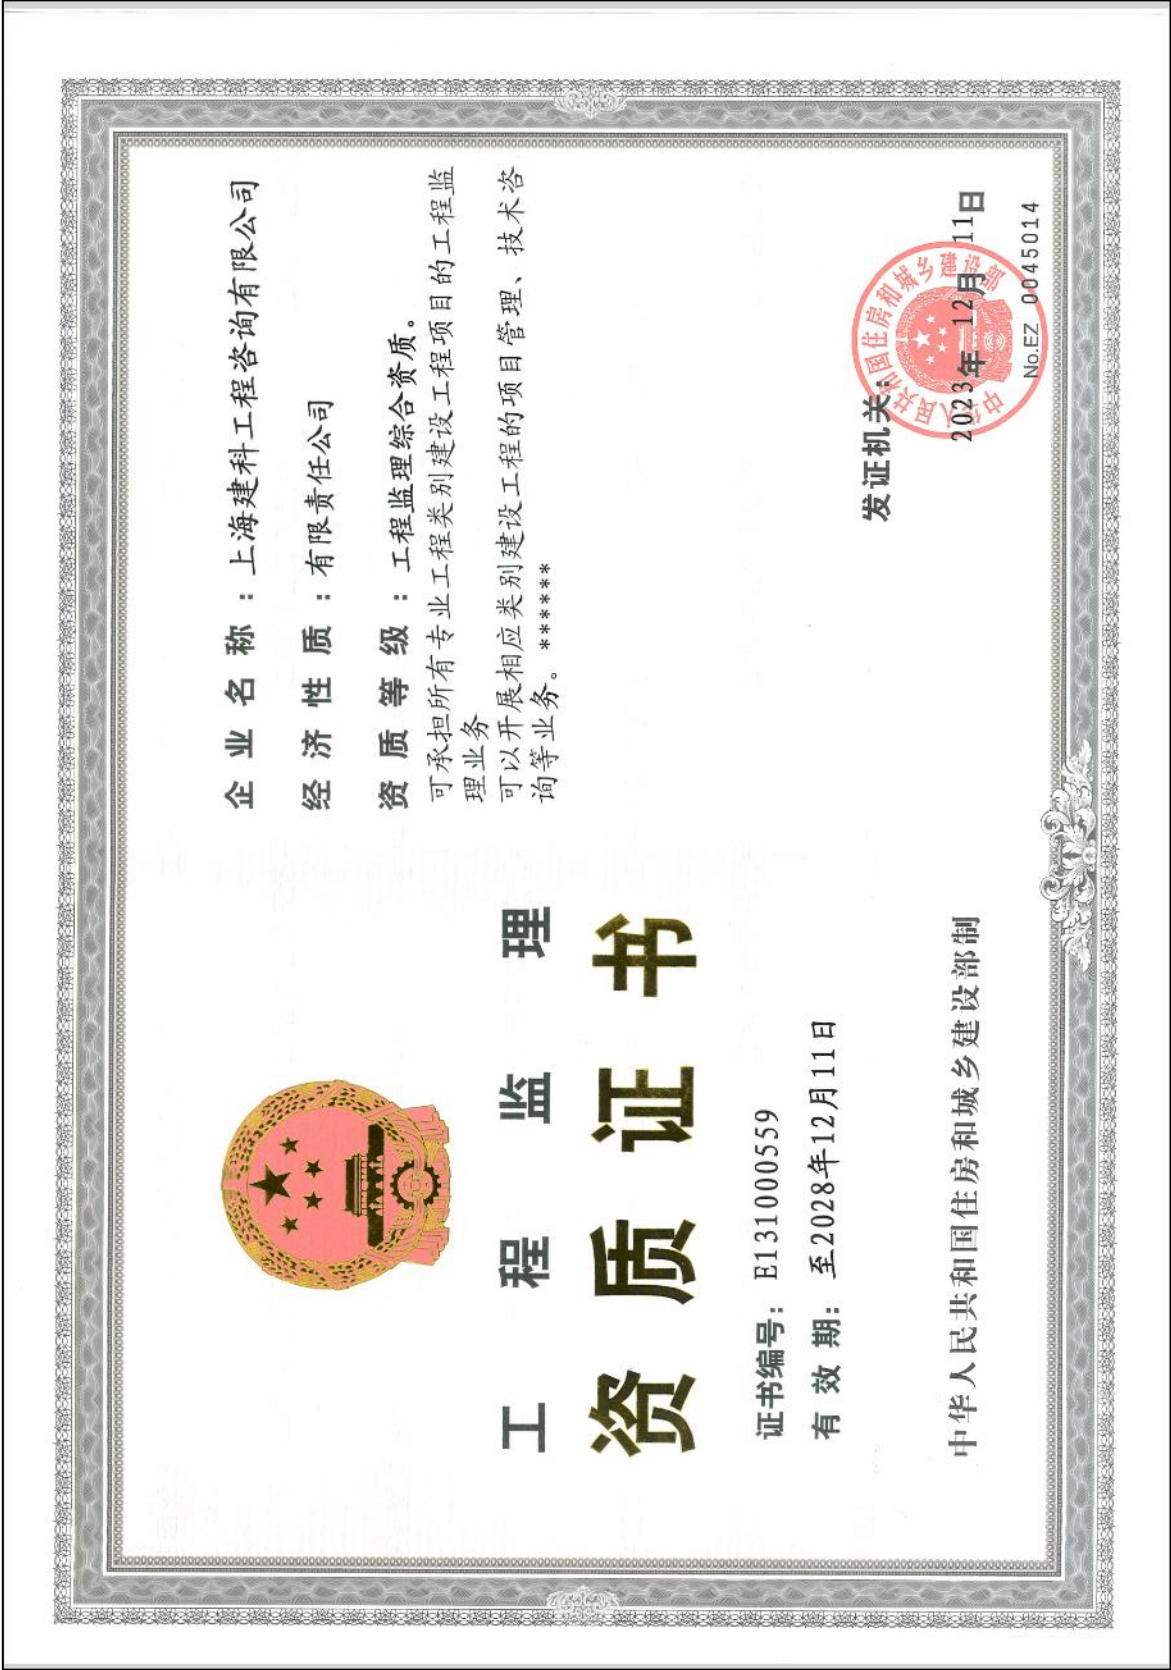 工程监理
资质证书
证书编号：E131000559
有效期：至2028年12月11日
中华人民共和国住房和城乡建设部制
企业名称：上海建科工程咨询有限公司
经济性质：有限责任公司
资质等级：工程监理综合资质。
可承担所有专业工程类别建设工程项目的工程监
理业务
可以开展相应类别建设工程的项目管理、技术咨
询等业务。******
发证机关：
中华人民共和国住房和城乡建设部
2023年12月11日
No.EZ 0045014